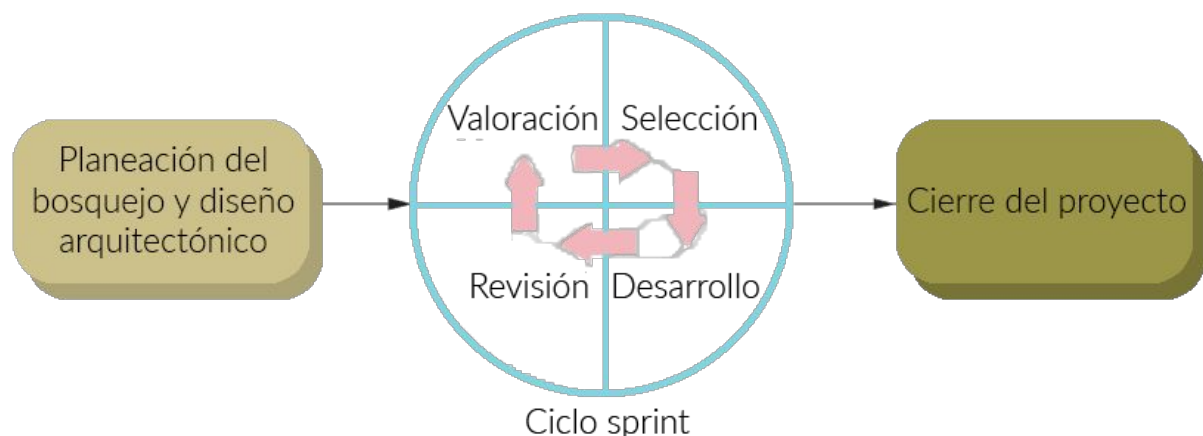 Planeación del
bosquejo y diseño
arquitectónico
Valoración
Selección
Revisión
Desarrollo
Ciclo sprint
Cierre del proyecto